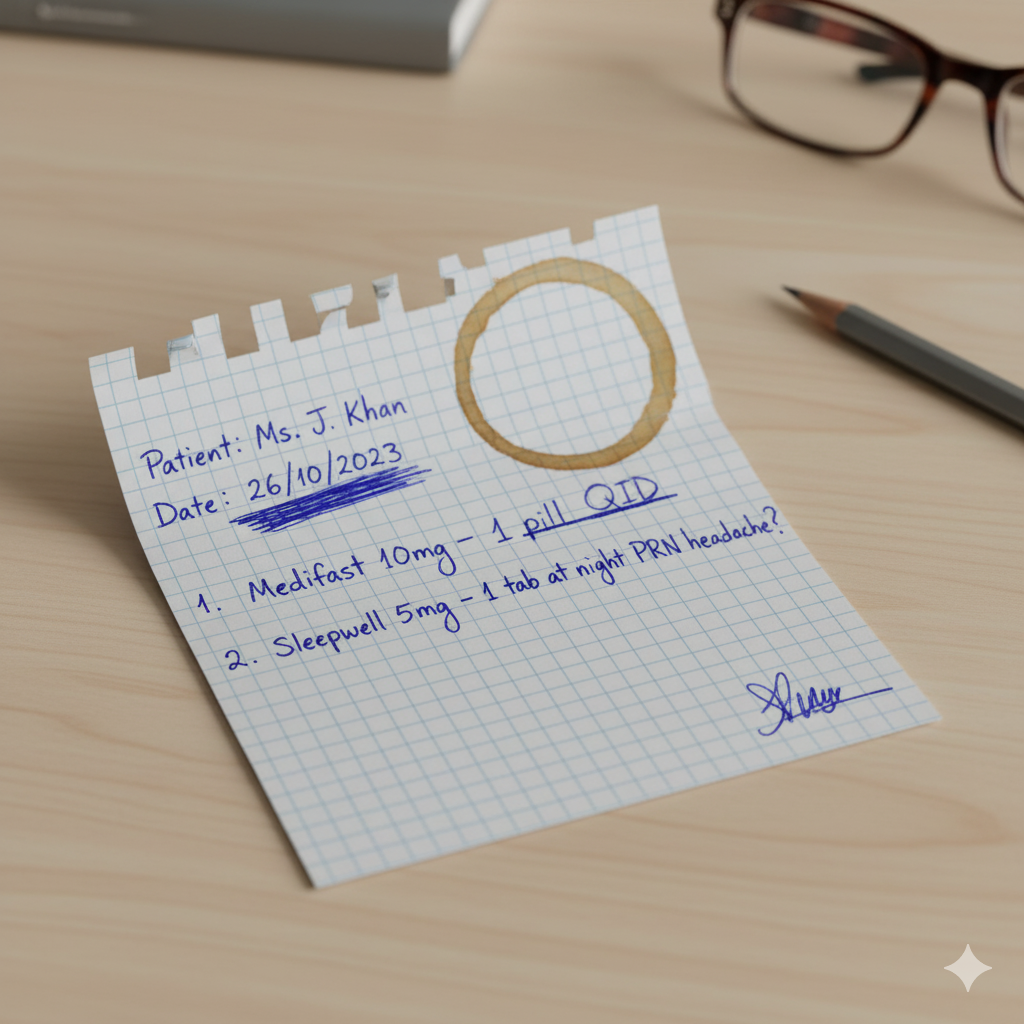 Patient: Ms. J. Khan
Date: 26/10/2023
1. Medifast 10mg - 1 pill QID
2. Sleepwell 5mg - 1 tab at night PRN headache?